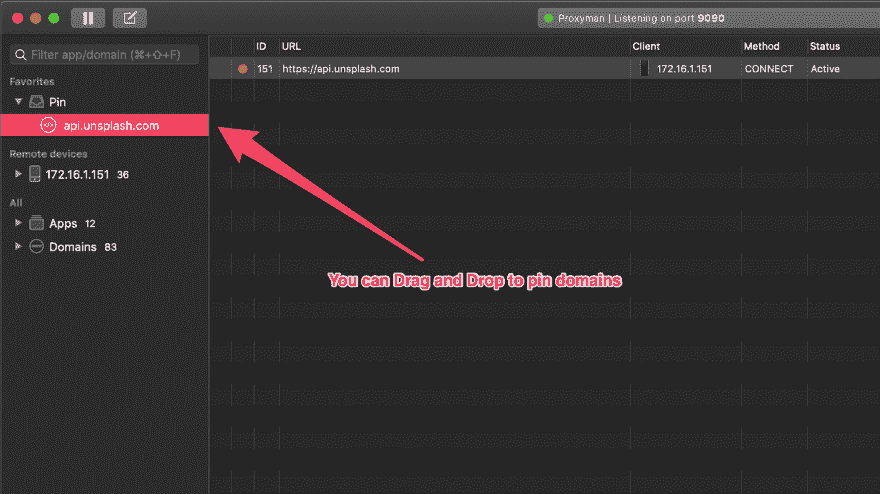 Proxyman | Listening on port 9090
Filter app/domain (⌘+⇧+F)
ID URL Client Method Status
151 https://api.unsplash.com 172.16.1.151 CONNECT Active
Favorites
Pin
api.unsplash.com
Remote devices
172.16.1.151 36
All
Apps 12
Domains 83
You can Drag and Drop to pin domains